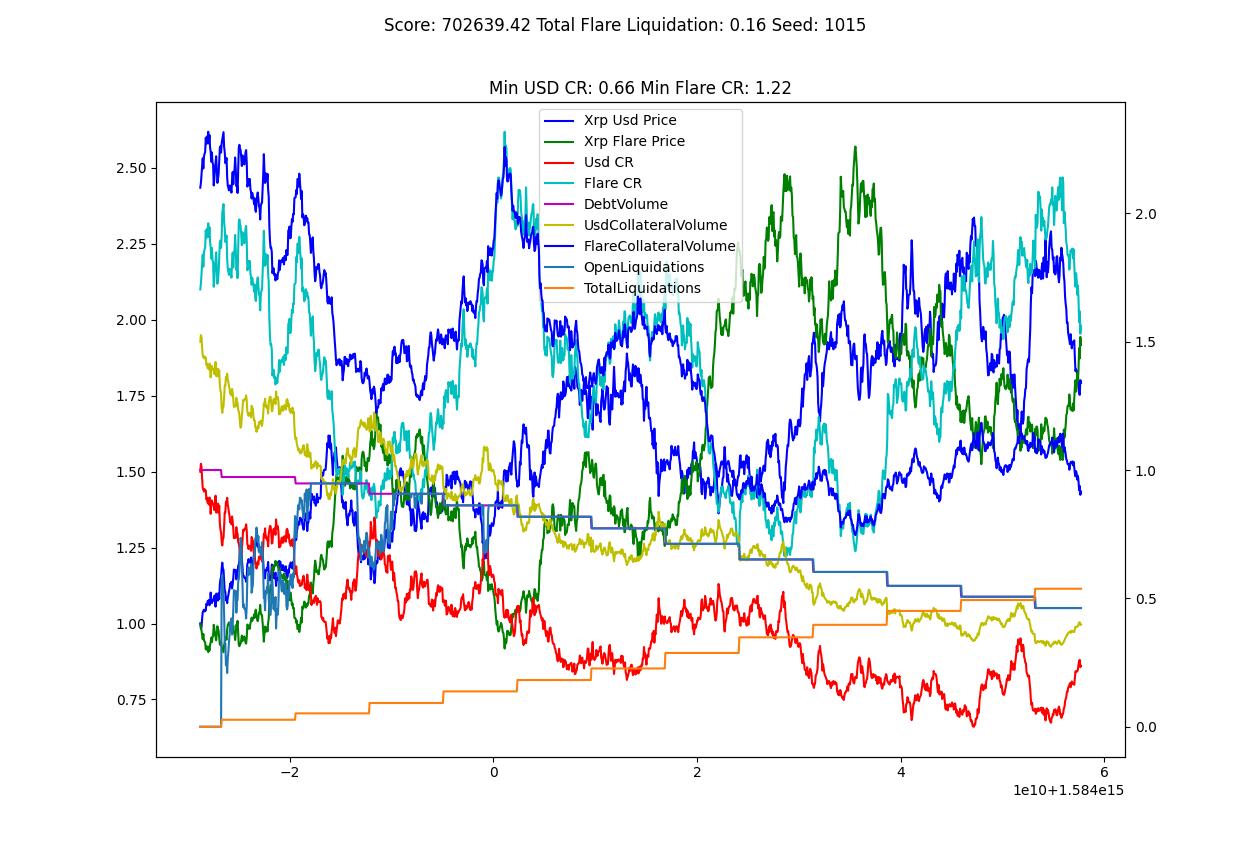 Score: 702639.42 Total Flare Liquidation: 0.16 Seed: 1015
Min USD CR: 0.66 Min Flare CR: 1.22
Xrp Usd Price
Xrp Flare Price
Usd CR
Flare CR
DebtVolume
UsdCollateralVolume
FlareCollateralVolume
OpenLiquidations
TotalLiquidations
2.50
2.25
2.00
1.75
1.50
1.25
1.00
0.75
2.0
1.5
1.0
0.5
0.0
−2 0 2 4 6
1e10+1.584e15